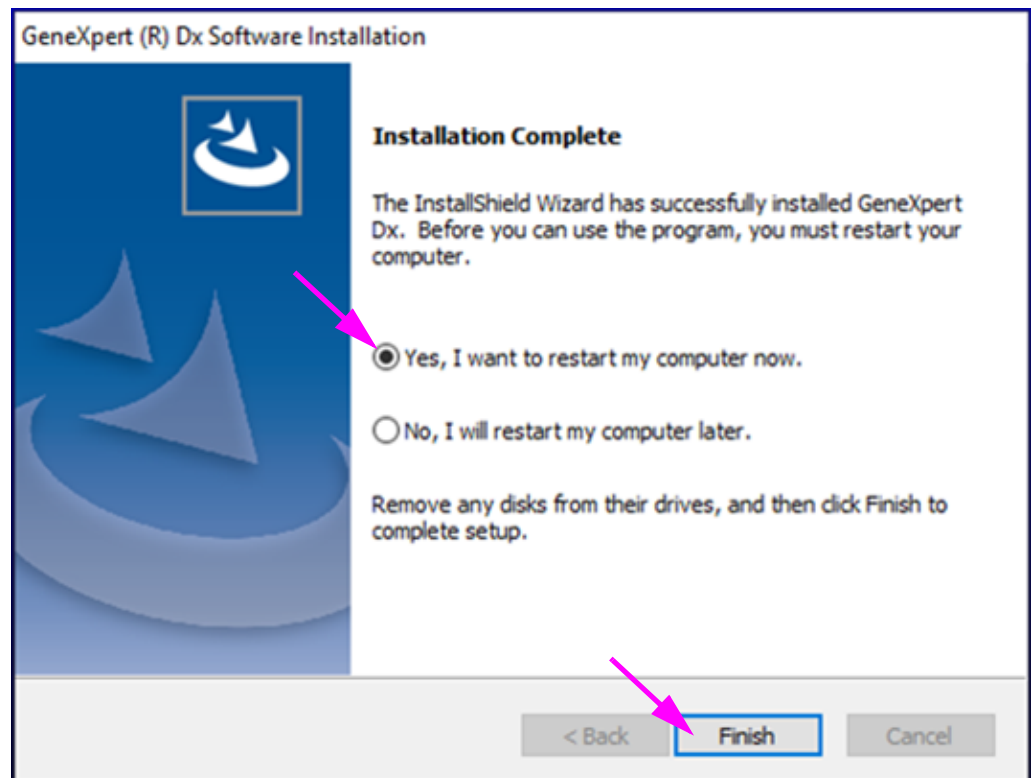 GeneXpert (R) Dx Software Installation
Installation Complete
The InstallShield Wizard has successfully installed GeneXpert
Dx. Before you can use the program, you must restart your
computer.
Yes, I want to restart my computer now.
No, I will restart my computer later.
Remove any disks from their drives, and then click Finish to
complete setup.
< Back Finish Cancel